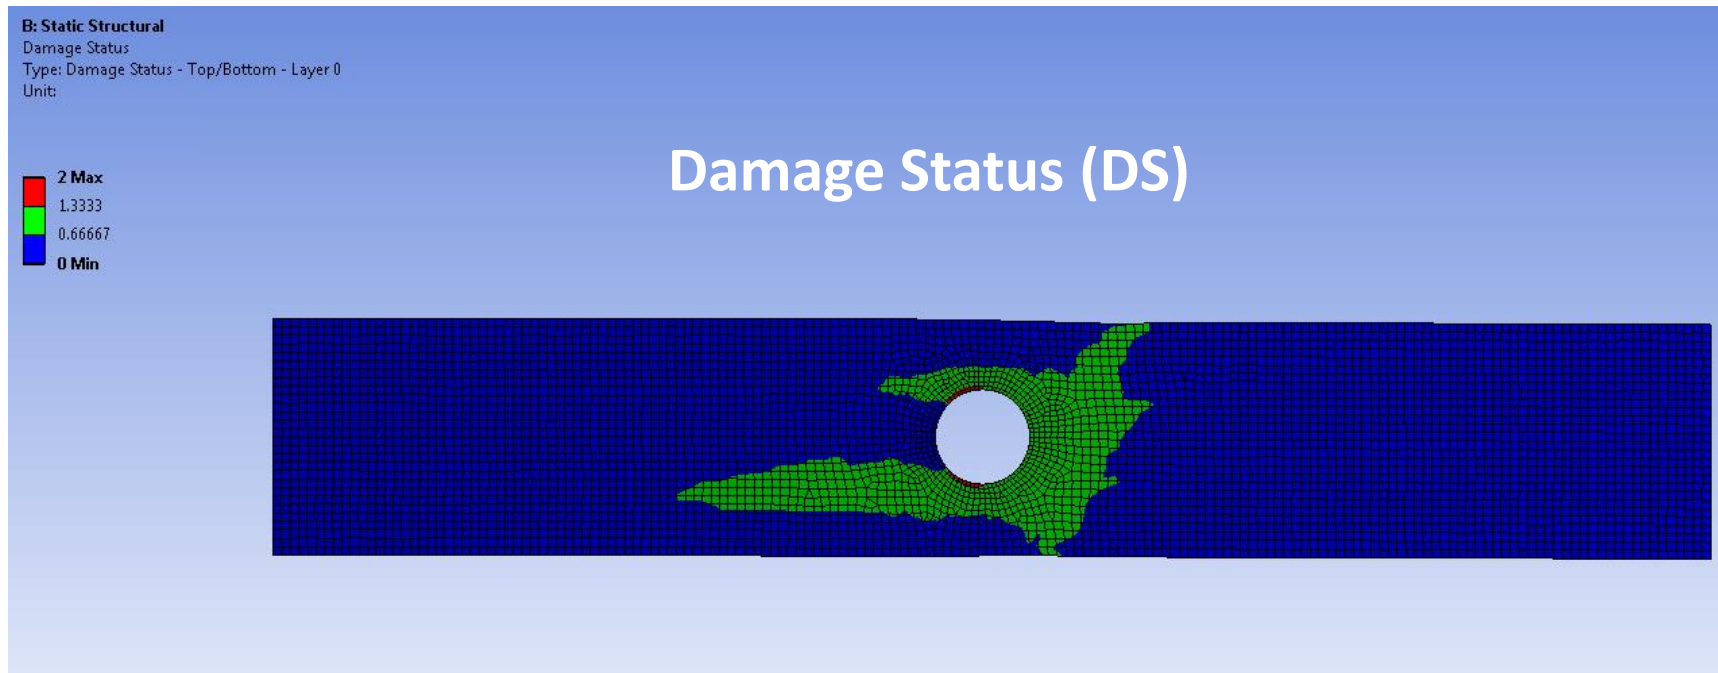 B: Static Structural
Damage Status
Type: Damage Status - Top/Bottom - Layer 0
Unit:
Damage Status (DS)
2 Max
1.3333
0.66667
0 Min